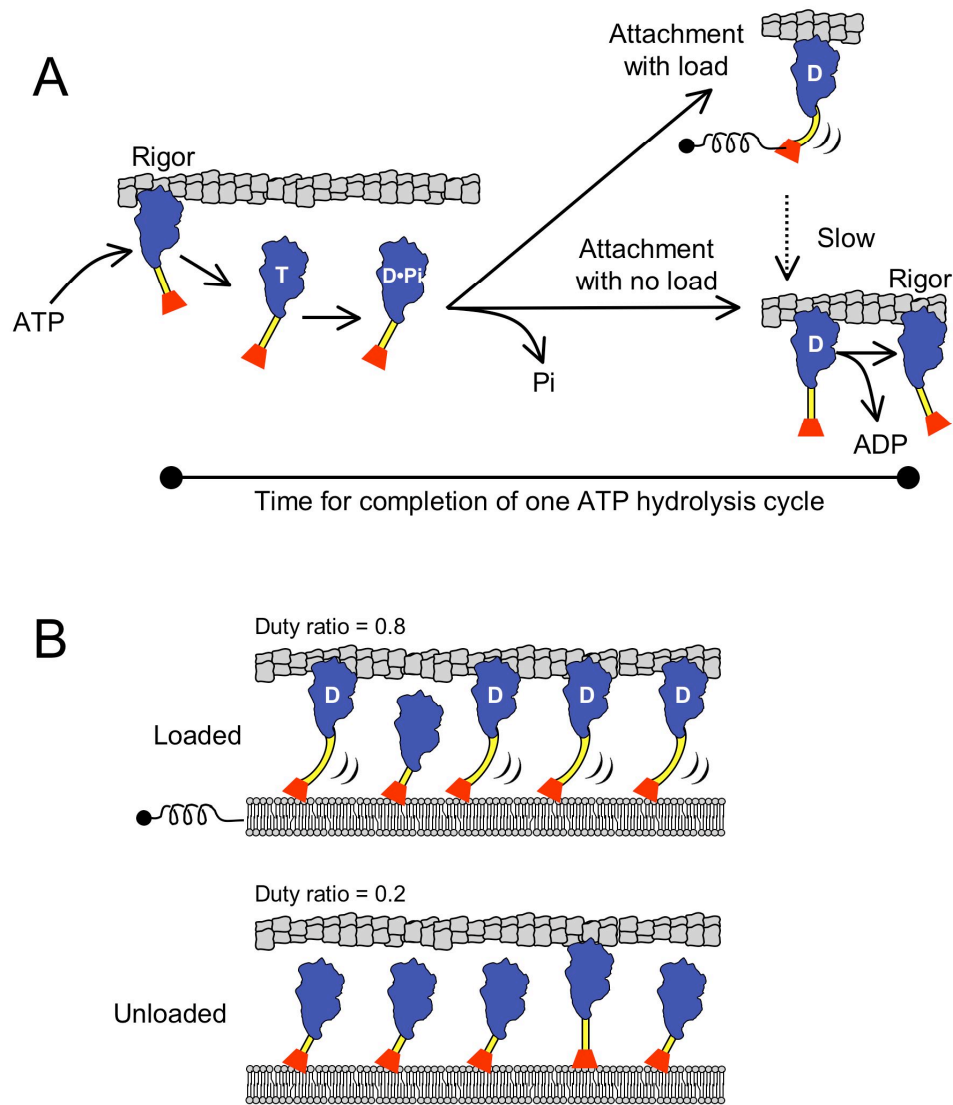 A
Attachment
with load
D
Rigor
ATP
T
D•Pi
Attachment
with no load
Pi
Slow
Rigor
D
ADP
Time for completion of one ATP hydrolysis cycle
B
Duty ratio = 0.8
D
D
D
D
Loaded
Duty ratio = 0.2
Unloaded